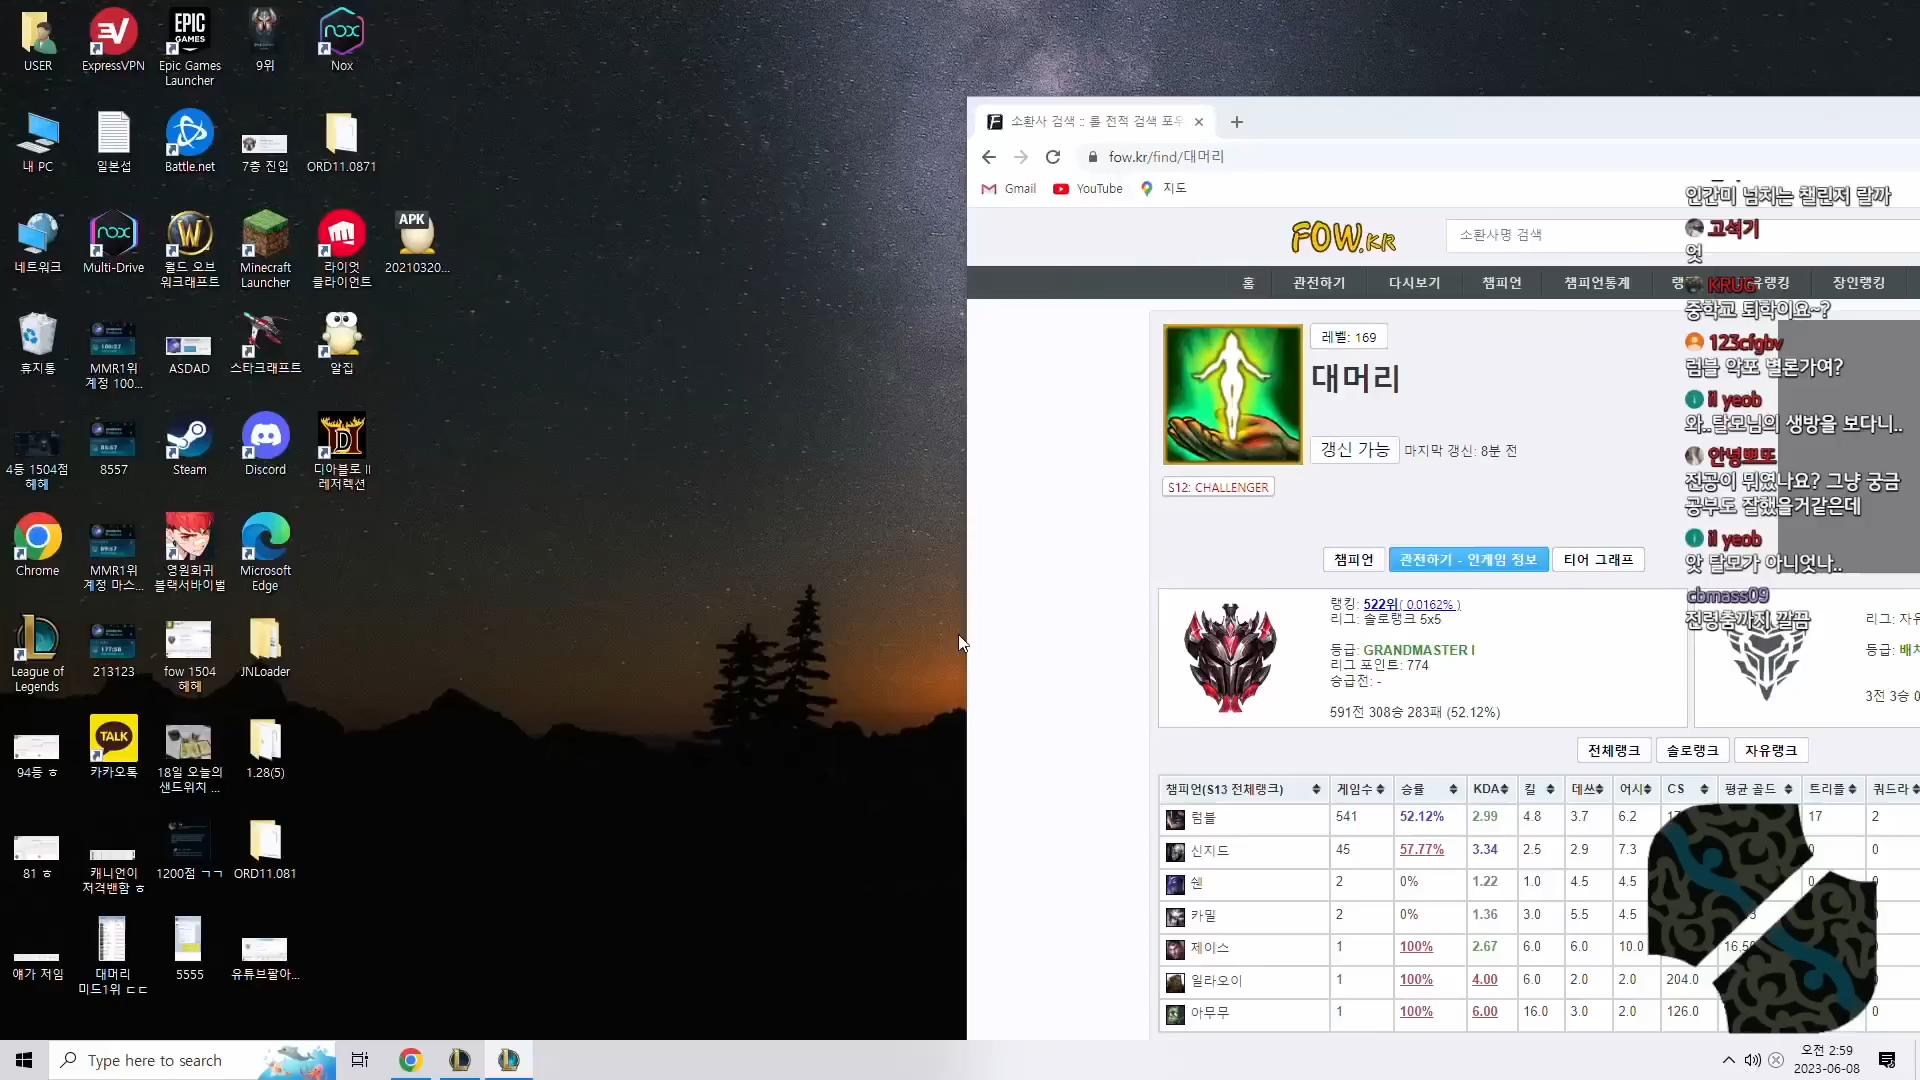 USER
ExpressVPN
EPIC GAMES
Epic Games Launcher
9위
nox
Nox
내 PC
일본섭
Battle.net
7층 진입
ORD11.0871
네트워크
nox
Multi-Drive
월드 오브 워크래프트
Minecraft Launcher
라이엇 클라이언트
APK
20210320...
휴지통
MMR1위 계정 100...
ASDAD
스타크래프트
알집
4등 1504점 헤헤
8557
Steam
Discord
디아블로 II 레저렉션
Chrome
MMR1위 계정 마스...
영원회귀 블랙서바이벌
Microsoft Edge
League of Legends
213123
fow 1504 헤헤
JNLoader
94등 ㅎ
TALK
카카오톡
18일 오늘의 샌드위치 ...
1.28(5)
81 ㅎ
캐니언이 저격밴함 ㅎ
1200점 ㄱㄱ
ORD11.081
얘가 저임
대머리 미드1위 ㄷㄷ
5555
유튜브팔아...
소환사 검색 :: 롤 전적 검색 포우
fow.kr/find/대머리
Gmail
YouTube
지도
FOW.KR
소환사명 검색
홈
관전하기
다시보기
챔피언
챔피언통계
장인랭킹
레벨: 169
대머리
갱신 가능
마지막 갱신: 8분 전
S12: CHALLENGER
챔피언
관전하기 - 인게임 정보
티어 그래프
랭킹: 522위( 0.0162% )
리그: 솔로랭크 5x5
등급: GRANDMASTER I
리그 포인트: 774
승급전: -
591전 308승 283패 (52.12%)
리그: 자유
등급: 배치
3전 3승 0
전체랭크
솔로랭크
자유랭크
챔피언(S13 전체랭크) 게임수 승률 KDA 킬 데쓰 어시 CS 평균 골드 트리플 쿼드라
럼블 541 52.12% 2.99 4.8 3.7 6.2 17 2
신지드 45 57.77% 3.34 2.5 2.9 7.3 0 0
쉔 2 0% 1.22 1.0 4.5 4.5
카밀 2 0% 1.36 3.0 5.5 4.5
제이스 1 100% 2.67 6.0 6.0 10.0
일라오이 1 100% 4.00 6.0 2.0 2.0 204.0
아무무 1 100% 6.00 16.0 3.0 2.0 126.0
인간미 넘치는 챌린저 랄까
고석기
엇
KRUG
중학교 퇴학이요~?
123cfgbv
럼블 악포 별론가여?
il yeob
와..탈모님의 생방을 보다니..
안녕뽀또
전공이 뭐였나요? 그냥 궁금
공부도 잘했을거같은데
il yeob
앗 탈모가 아니엇나..
cbmass09
전령춤까지 깔끔
Type here to search
오전 2:59
2023-06-08